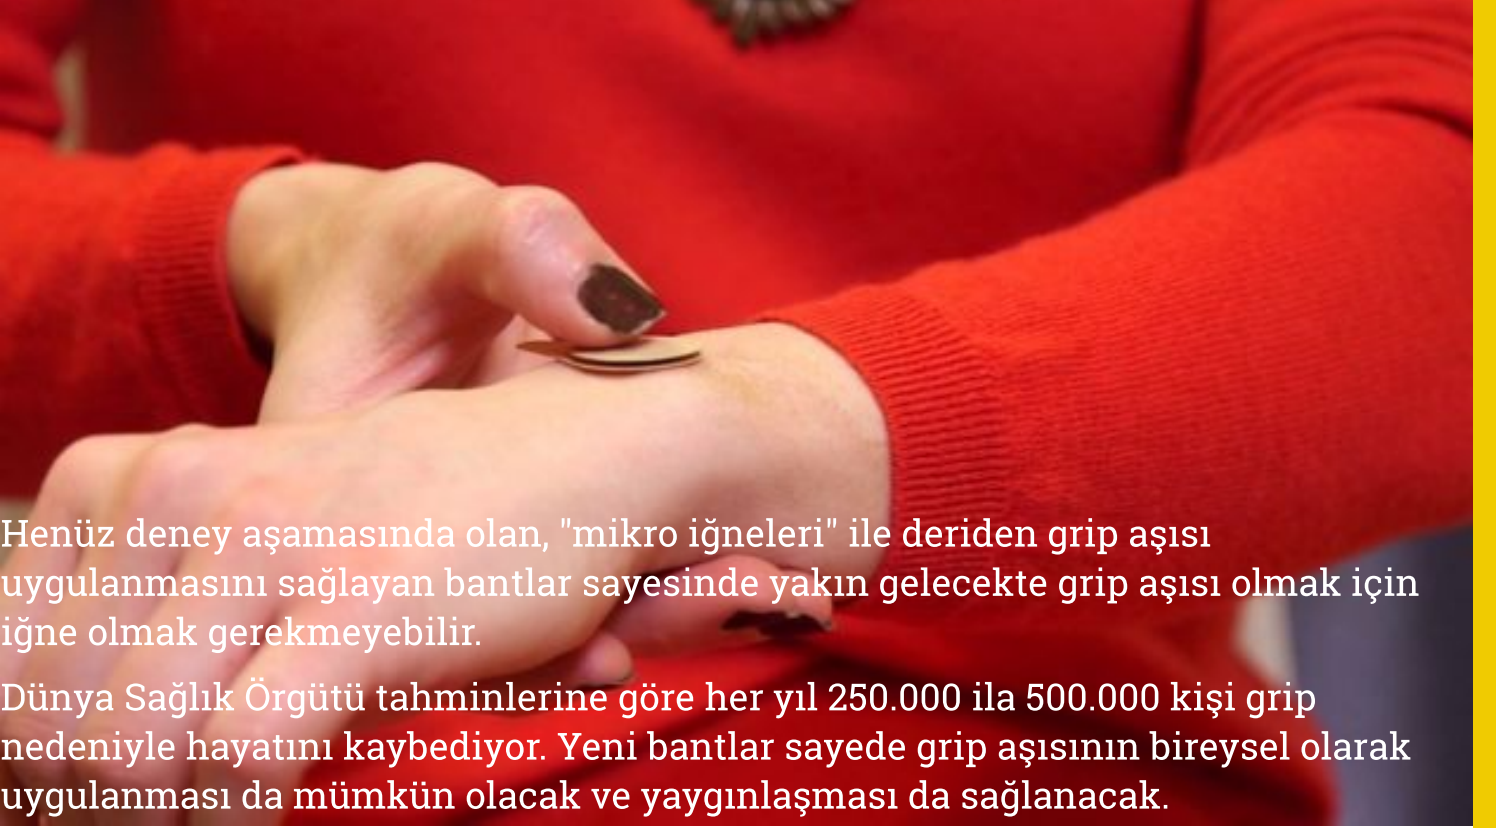 Henüz deney aşamasında olan, "mikro iğneleri" ile deriden grip aşısı
uygulanmasını sağlayan bantlar sayesinde yakın gelecekte grip aşısı olmak için
iğne olmak gerekmeyebilir.
Dünya Sağlık Örgütü tahminlerine göre her yıl 250.000 ila 500.000 kişi grip
nedeniyle hayatını kaybediyor. Yeni bantlar sayede grip aşısının bireysel olarak
uygulanması da mümkün olacak ve yaygınlaşması da sağlanacak.